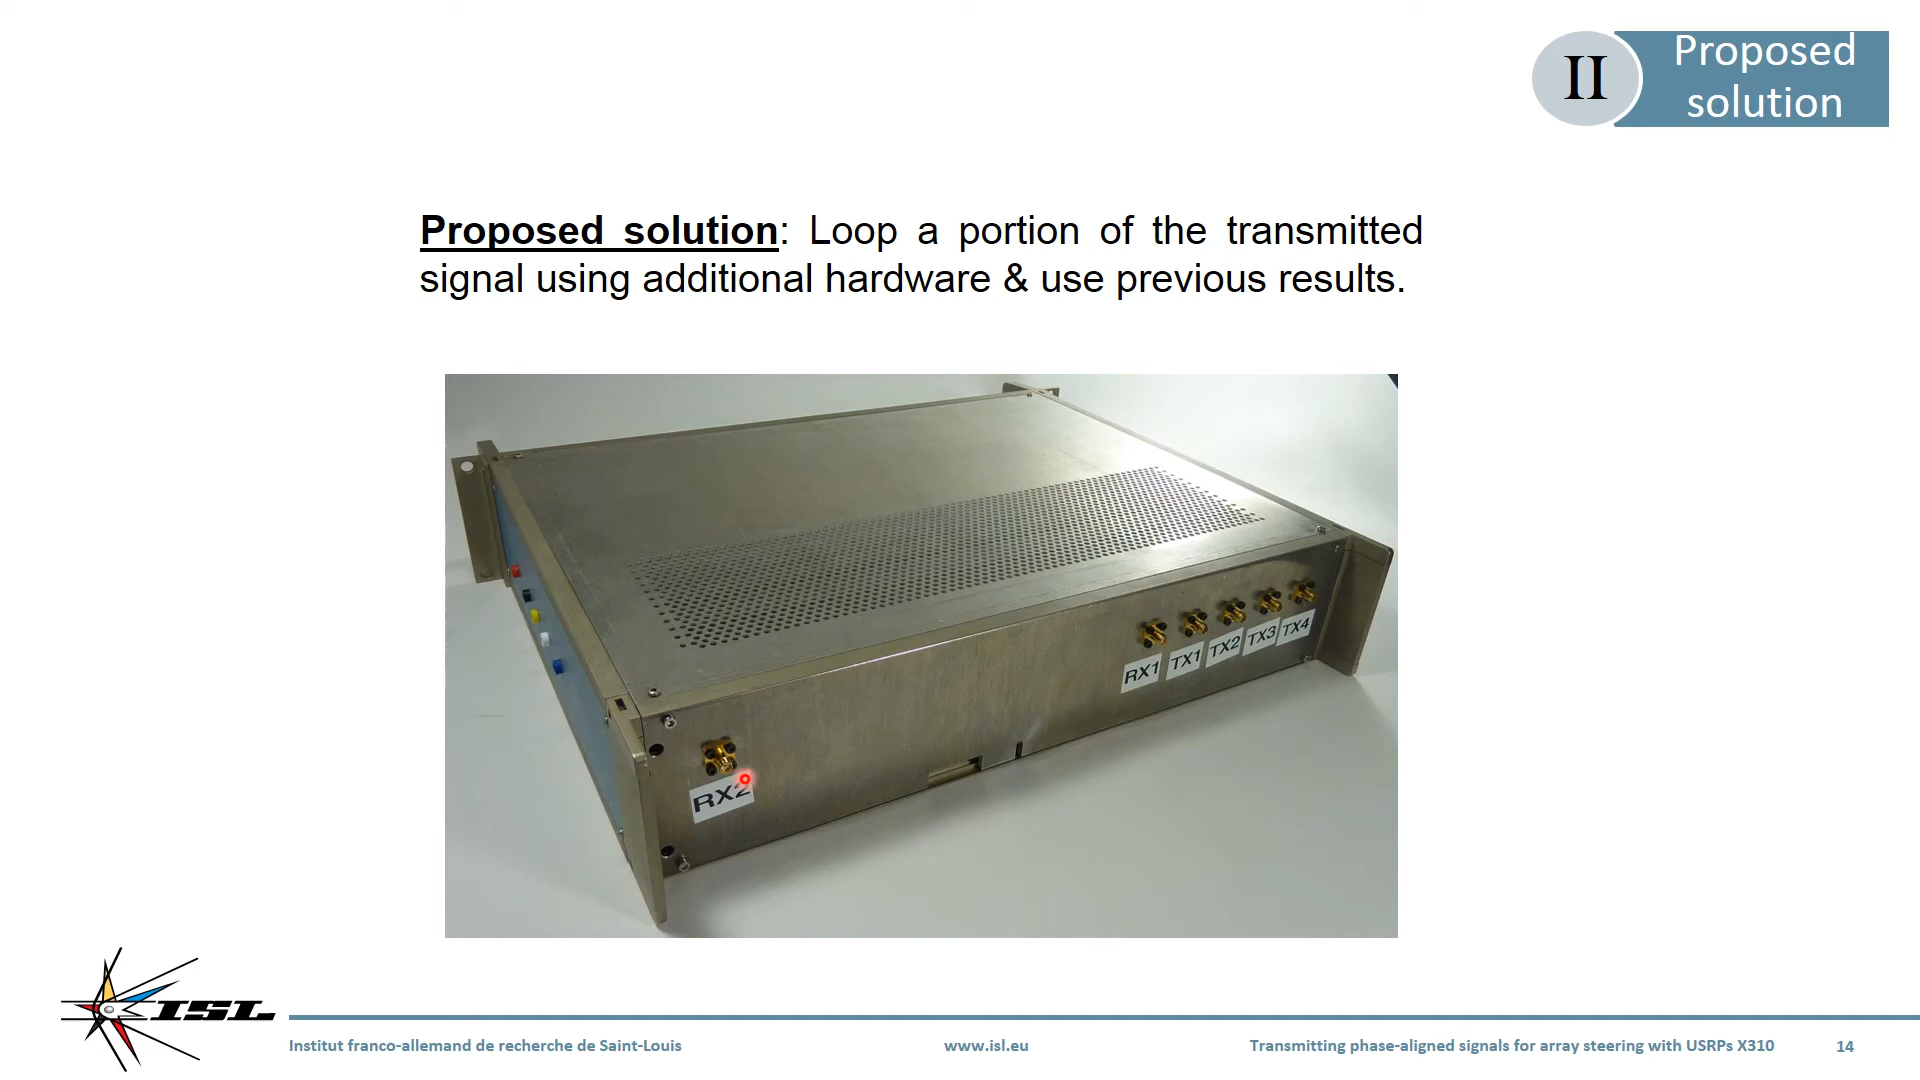 II
Proposed
solution
Proposed solution: Loop a portion of the transmitted
signal using additional hardware & use previous results.
RX1
TX1
TX2
TX3
TX4
RX2
ISL
Institut franco-allemand de recherche de Saint-Louis
www.isl.eu
Transmitting phase-aligned signals for array steering with USRPs X310
14